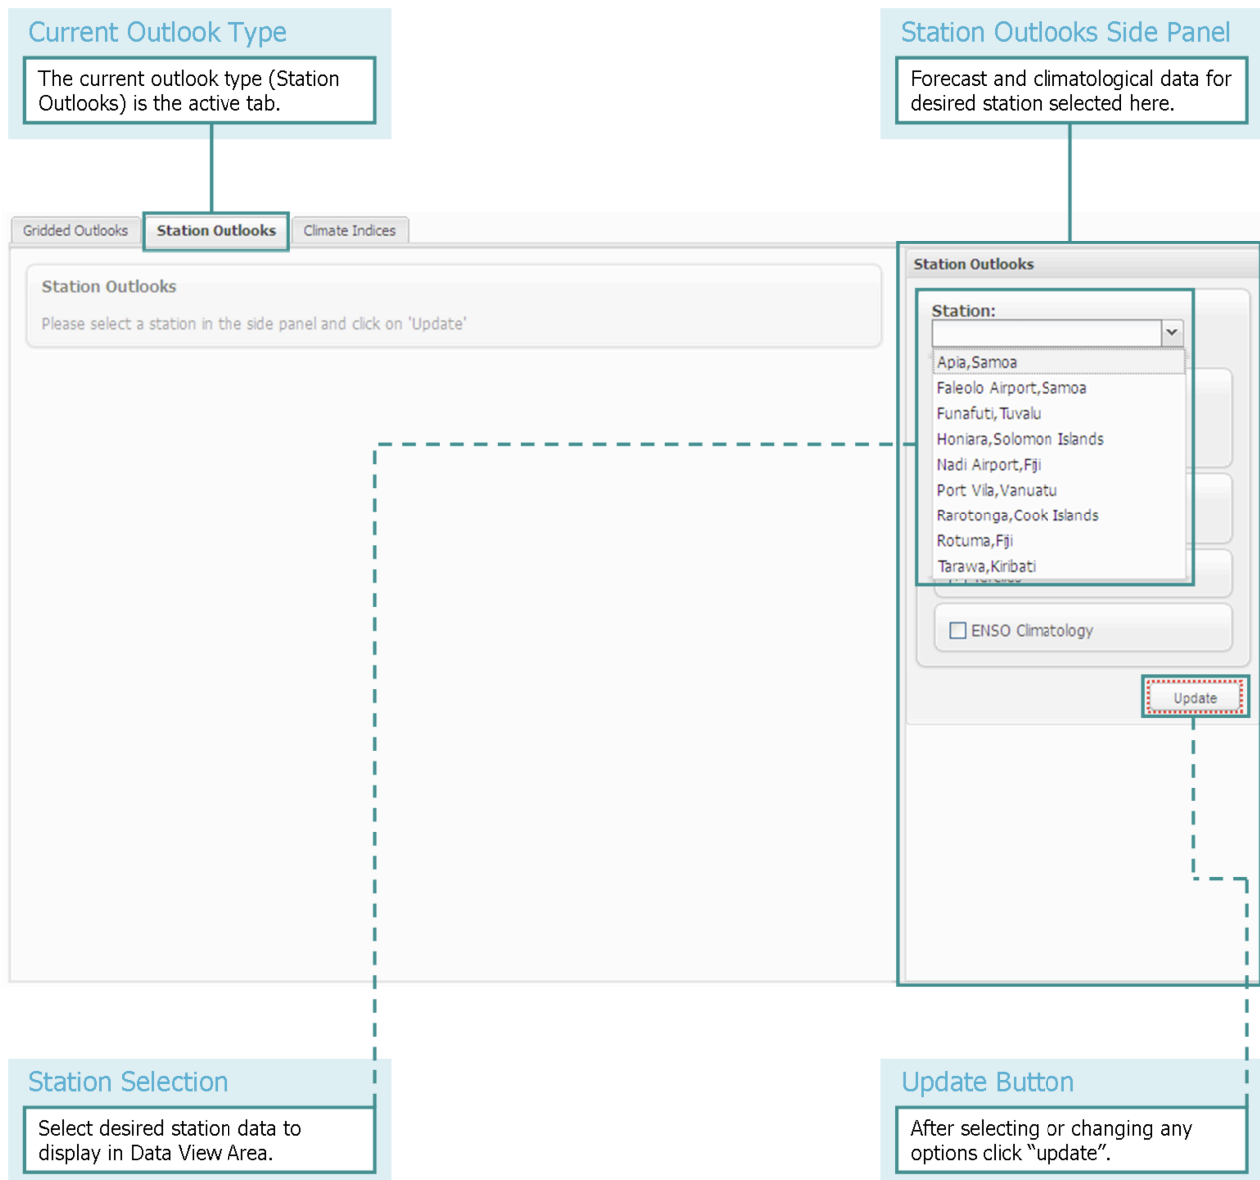 Current Outlook Type
The current outlook type (Station
Outlooks) is the active tab.
Station Outlooks Side Panel
Forecast and climatological data for
desired station selected here.
Gridded Outlooks
Station Outlooks
Climate Indices
Station Outlooks
Please select a station in the side panel and click on 'Update'
Station Outlooks
Station:
Apia,Samoa
Faleolo Airport,Samoa
Funafuti,Tuvalu
Honiara,Solomon Islands
Nadi Airport,Fiji
Port Vila,Vanuatu
Rarotonga,Cook Islands
Rotuma,Fiji
Tarawa,Kiribati
ENSO Climatology
Update
Station Selection
Select desired station data to
display in Data View Area.
Update Button
After selecting or changing any
options click “update”.